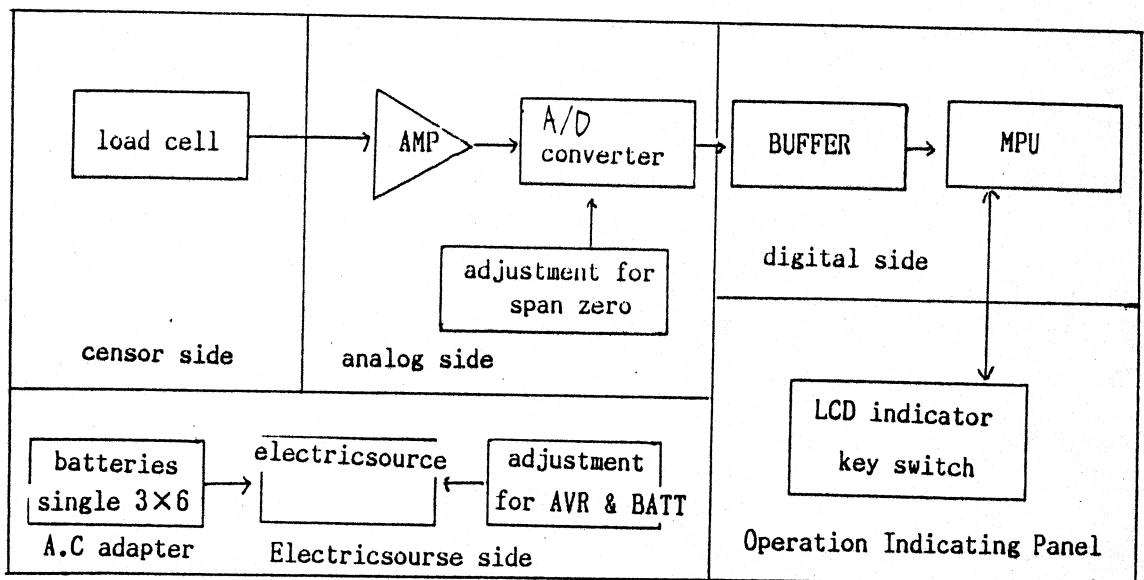 load cell
AMP
A/D
converter
BUFFER
MPU
adjustment for
span zero
censor side
analog side
digital side
batteries
single 3×6
A.C adapter
electricsource
adjustment
for AVR & BATT
Electricsourse side
LCD indicator
key switch
Operation Indicating Panel